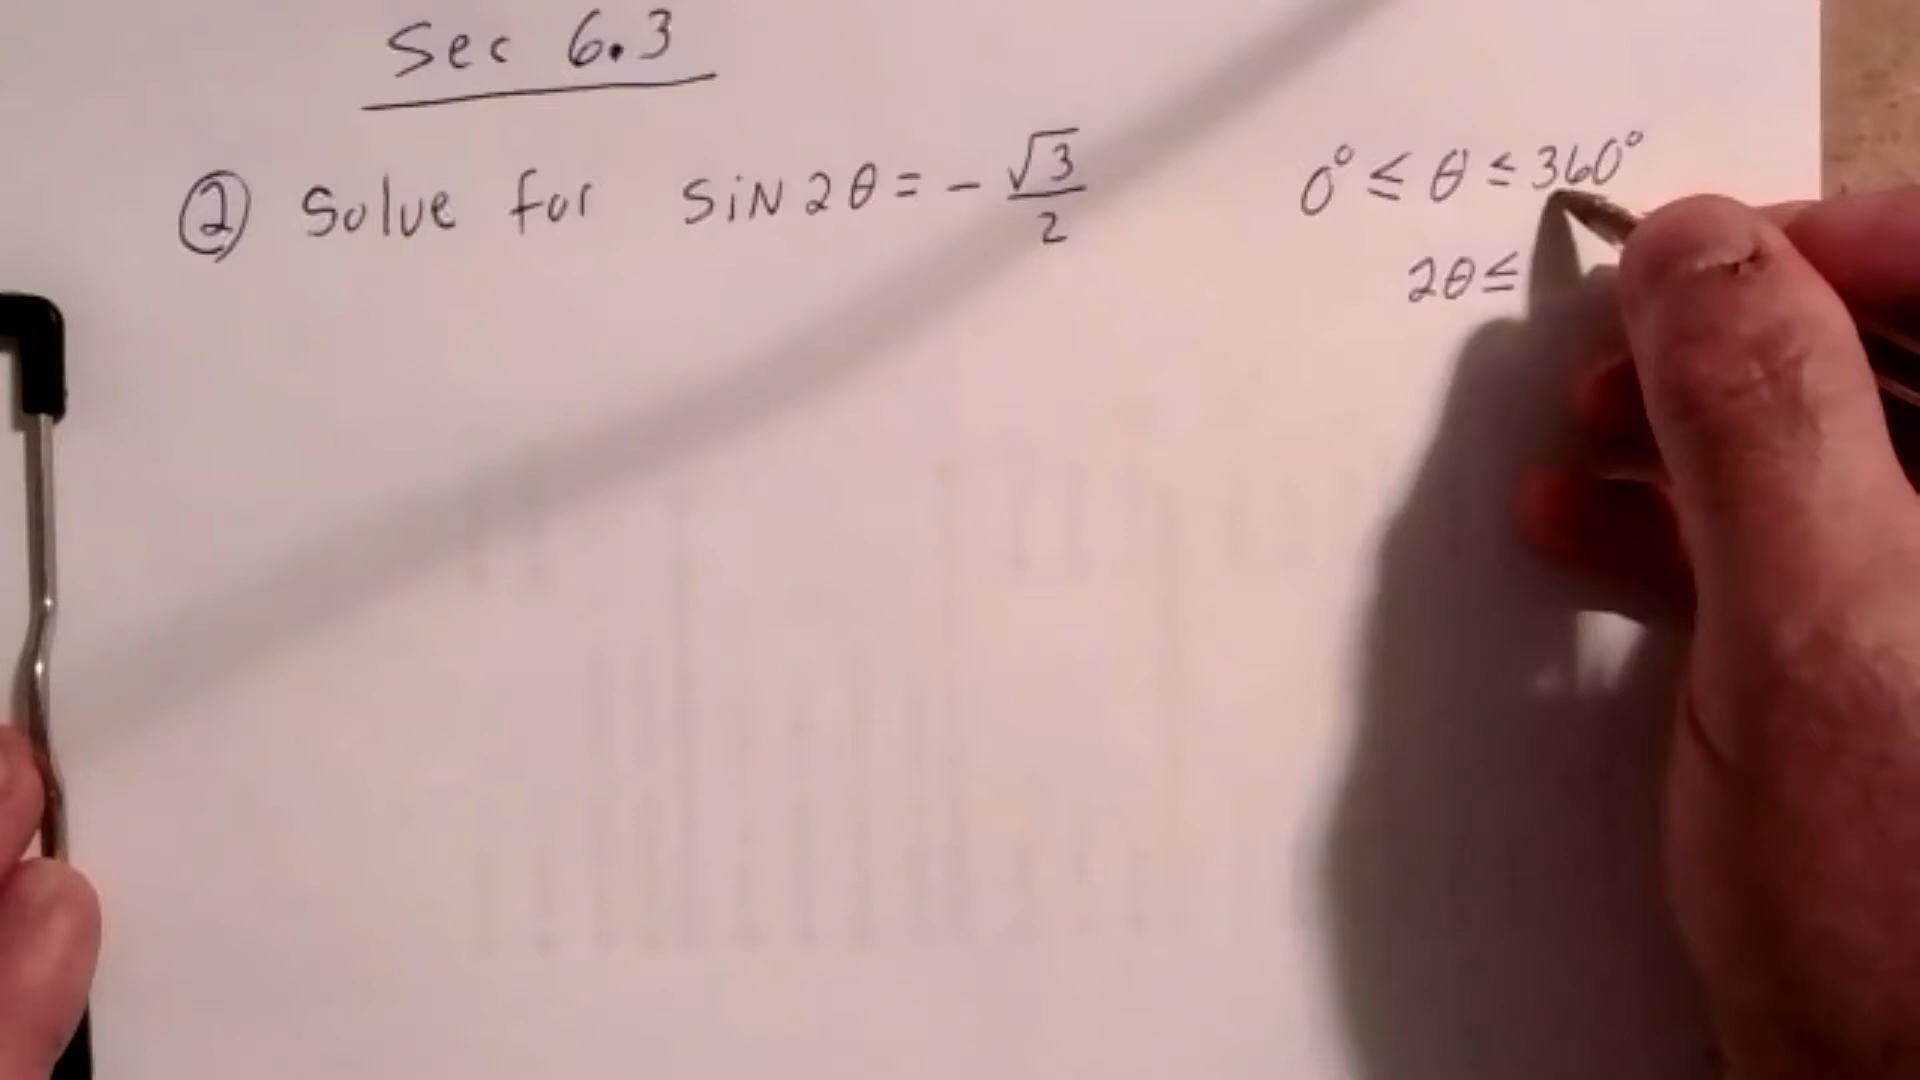 Sec 6.3
② Solve for SiN 2θ = - √3/2 0° ≤ θ ≤ 360°
2θ ≤